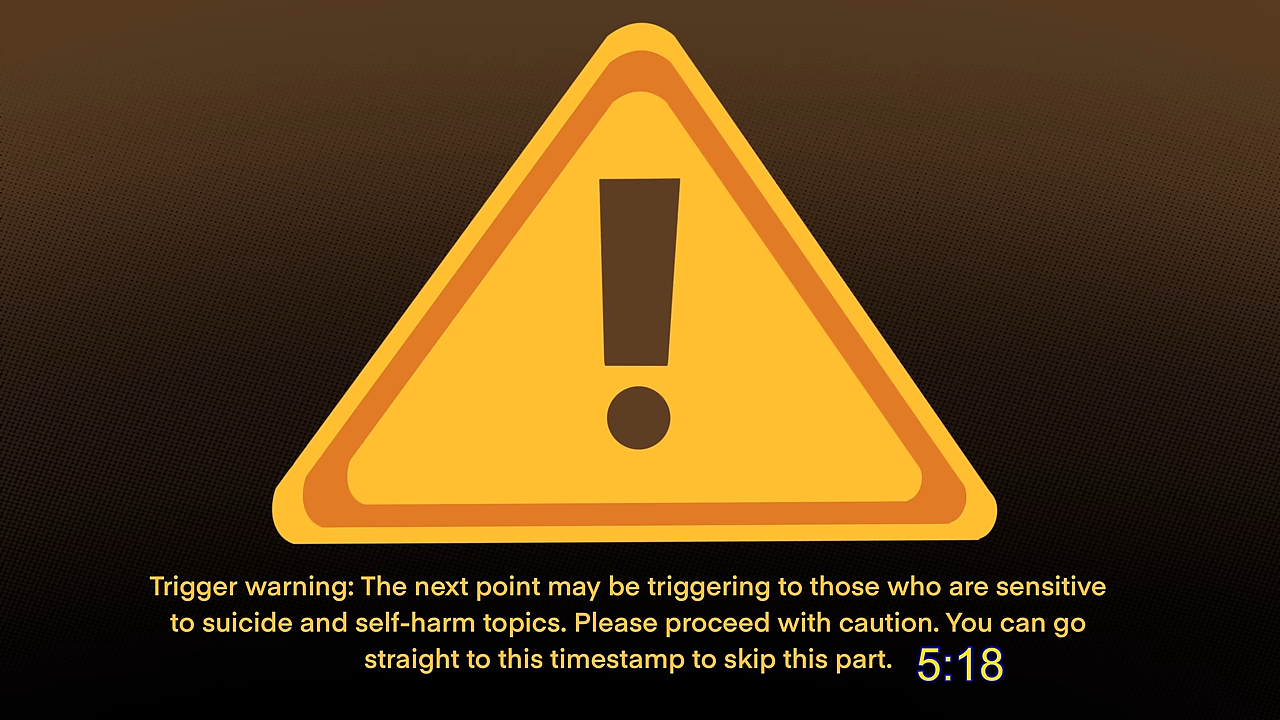 Trigger warning: The next point may be triggering to those who are sensitive
to suicide and self-harm topics. Please proceed with caution. You can go
straight to this timestamp to skip this part. 5:18